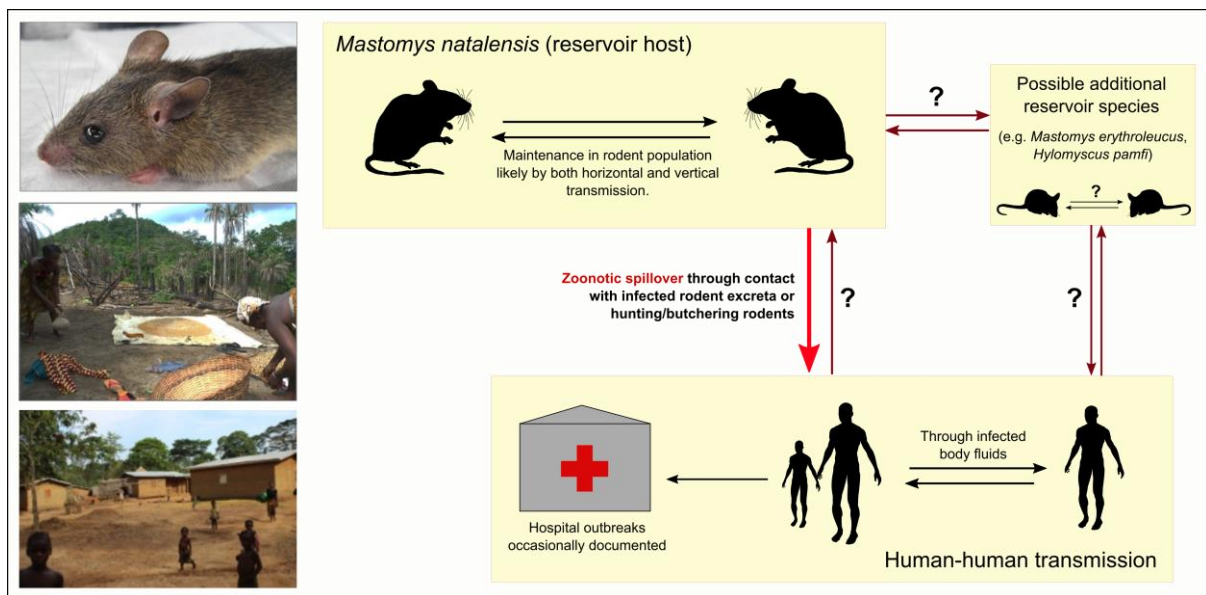 Mastomys natalensis (reservoir host)
Maintenance in rodent population
likely by both horizontal and vertical
transmission.
?
Possible additional
reservoir species
(e.g. Mastomys erythroleucus,
Hylomyscus pamfi)
?
Zoonotic spillover through contact
with infected rodent excreta or
hunting/butchering rodents
?
?
Hospital outbreaks
occasionally documented
Through infected
body fluids
Human-human transmission